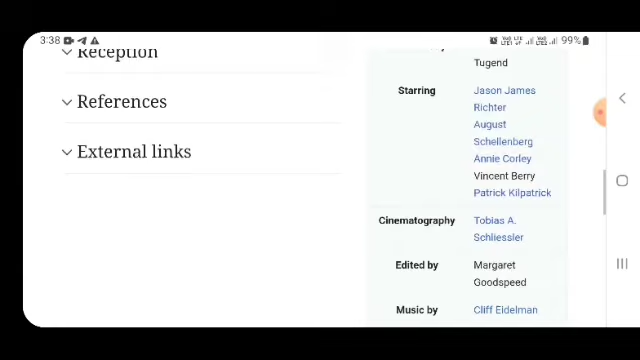 3:38 99%
Reception
References
External links
Tugend
Starring
Jason James
Richter
August
Schellenberg
Annie Corley
Vincent Berry
Patrick Kilpatrick
Cinematography
Tobias A.
Schliessler
Edited by
Margaret
Goodspeed
Music by
Cliff Eidelman